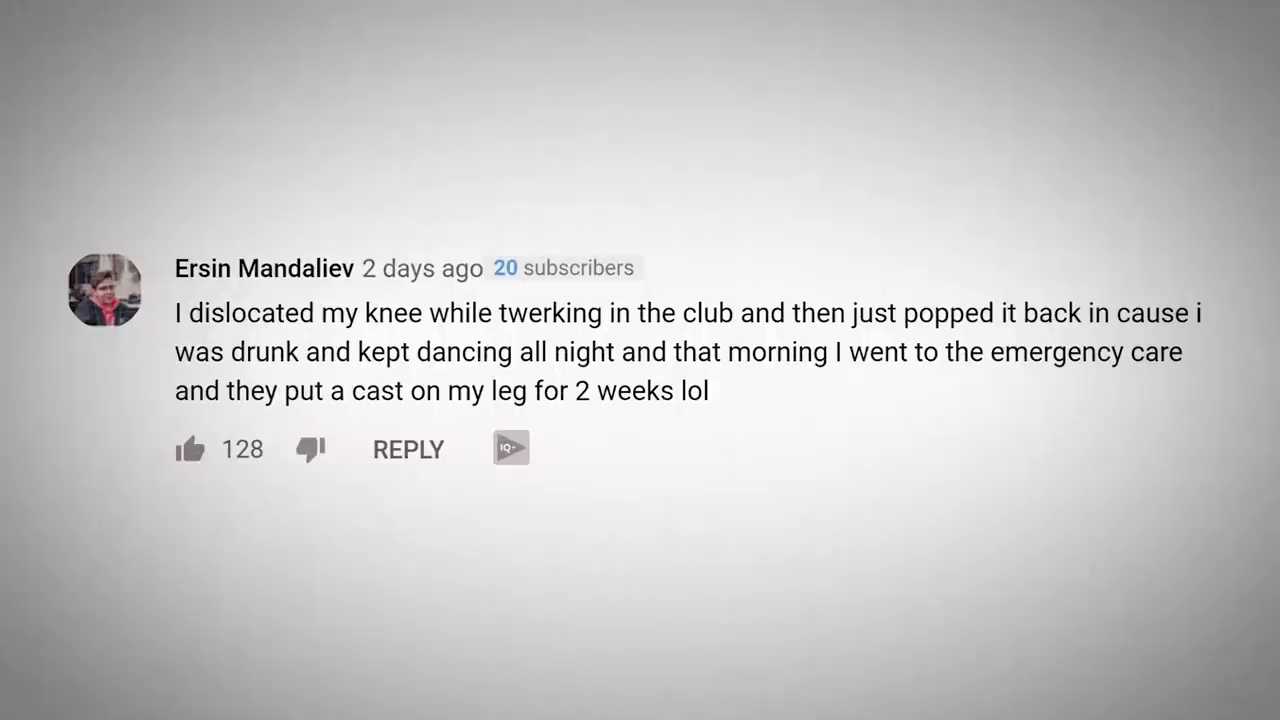 Ersin Mandaliev 2 days ago 20 subscribers
I dislocated my knee while twerking in the club and then just popped it back in cause i
was drunk and kept dancing all night and that morning I went to the emergency care
and they put a cast on my leg for 2 weeks lol
128 REPLY IQ